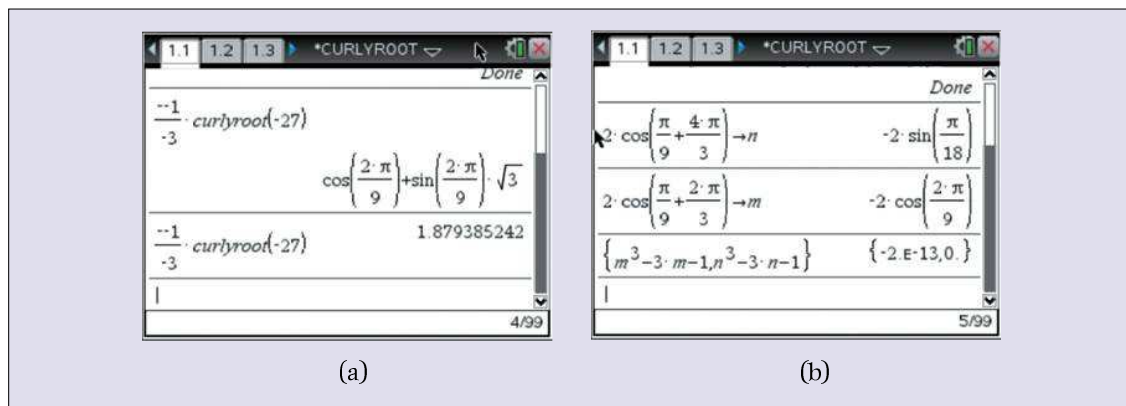 1.1 1.2 1.3 *CURLYROOT
Done
--1/-3 · curlyroot(-27)
cos(2·π/9)+sin(2·π/9)·√3
--1/-3 · curlyroot(-27) 1.879385242
4/99
(a)
1.1 1.2 1.3 *CURLYROOT
Done
2·cos(π/9+4·π/3)→n -2·sin(π/18)
2·cos(π/9+2·π/3)→m -2·cos(2·π/9)
{m³-3·m-1,n³-3·n-1} {-2.E-13,0.}
5/99
(b)